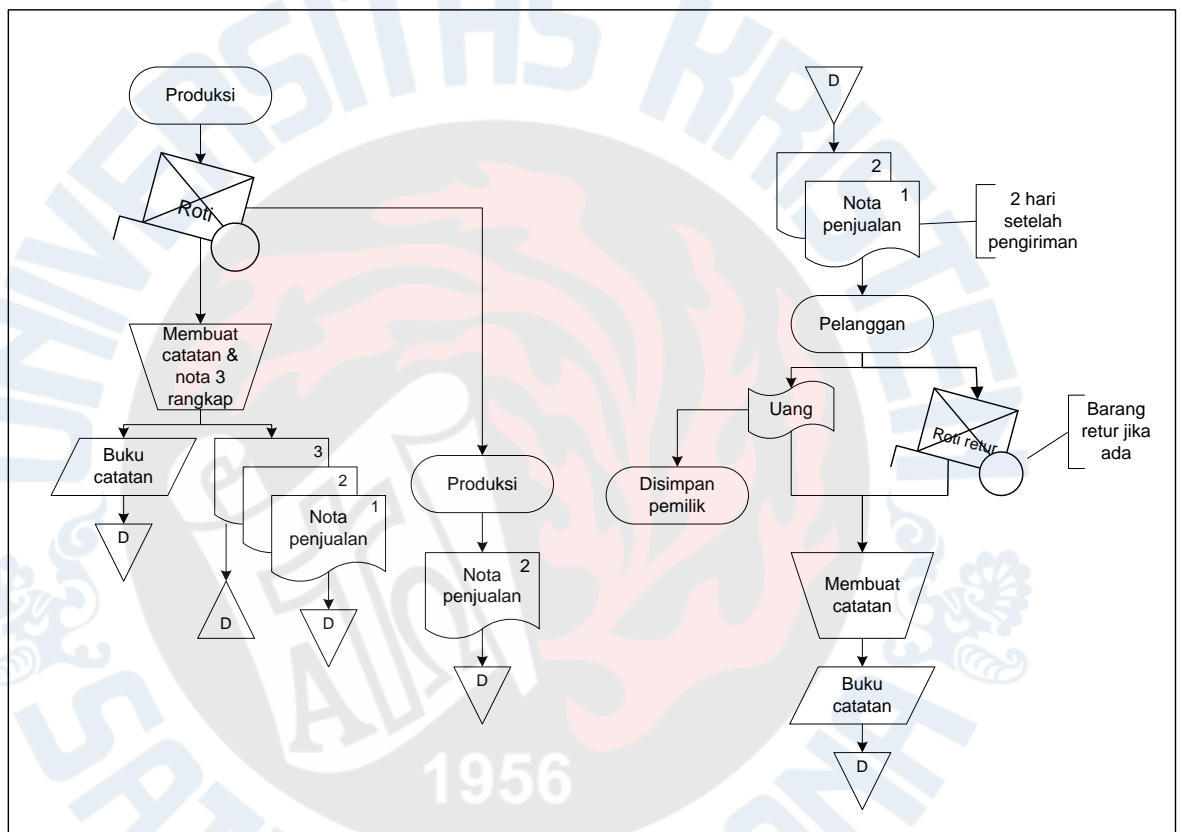 Produksi
Roti
Membuat
catatan &
nota 3
rangkap
Buku
catatan
D
3
2
1
Nota
penjualan
D
D
Produksi
2
Nota
penjualan
D
D
2
1
Nota
penjualan
2 hari
setelah
pengiriman
Pelanggan
Uang
Roti retur
Barang
retur jika
ada
Disimpan
pemilik
Membuat
catatan
Buku
catatan
D
UNIVERSITAS KRISTEN
1956